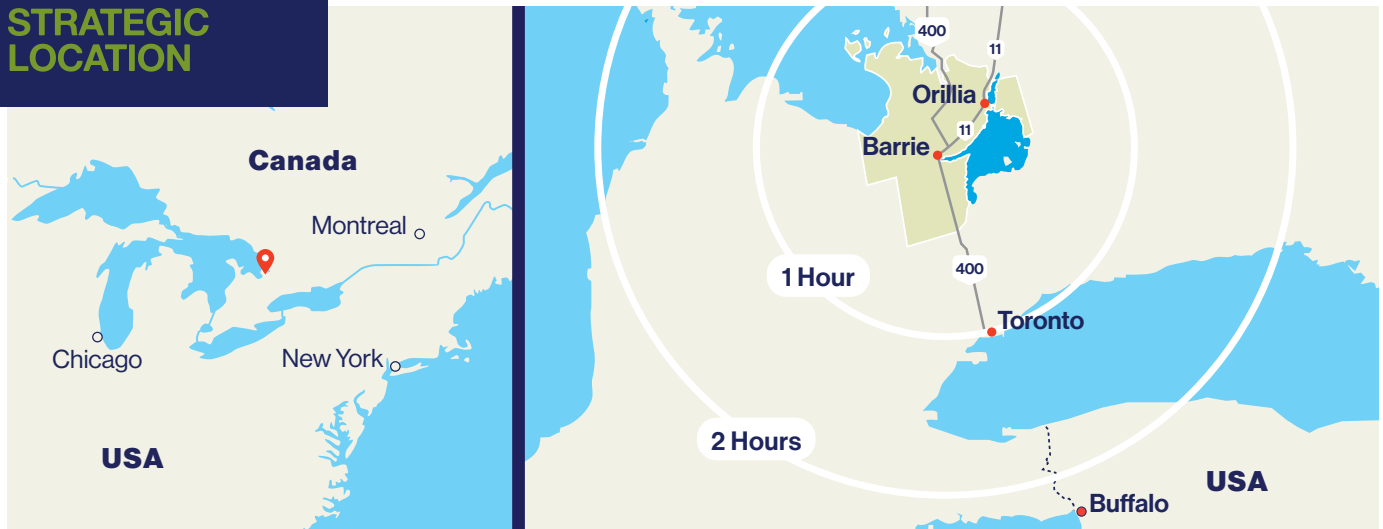 STRATEGIC
LOCATION
Canada
Montreal
Chicago
New York
USA
400
11
Orillia
11
Barrie
1 Hour
400
Toronto
2 Hours
USA
Buffalo